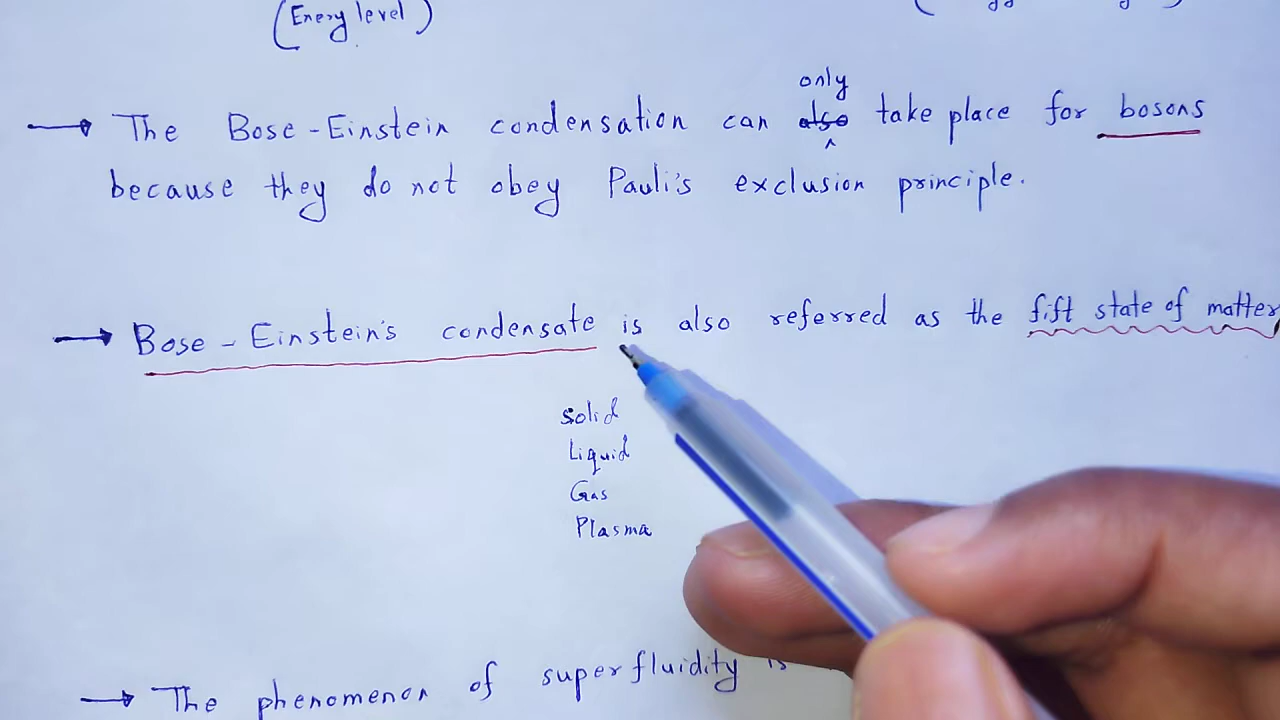 (Enery level)
only
→ The Bose-Einstein condensation can also take place for bosons
because they do not obey Pauli's exclusion principle.
→ Bose-Einstein's condensate is also referred as the fift state of matter
Solid
Liquid
Gas
Plasma
→ The phenomenon of superfluidity is